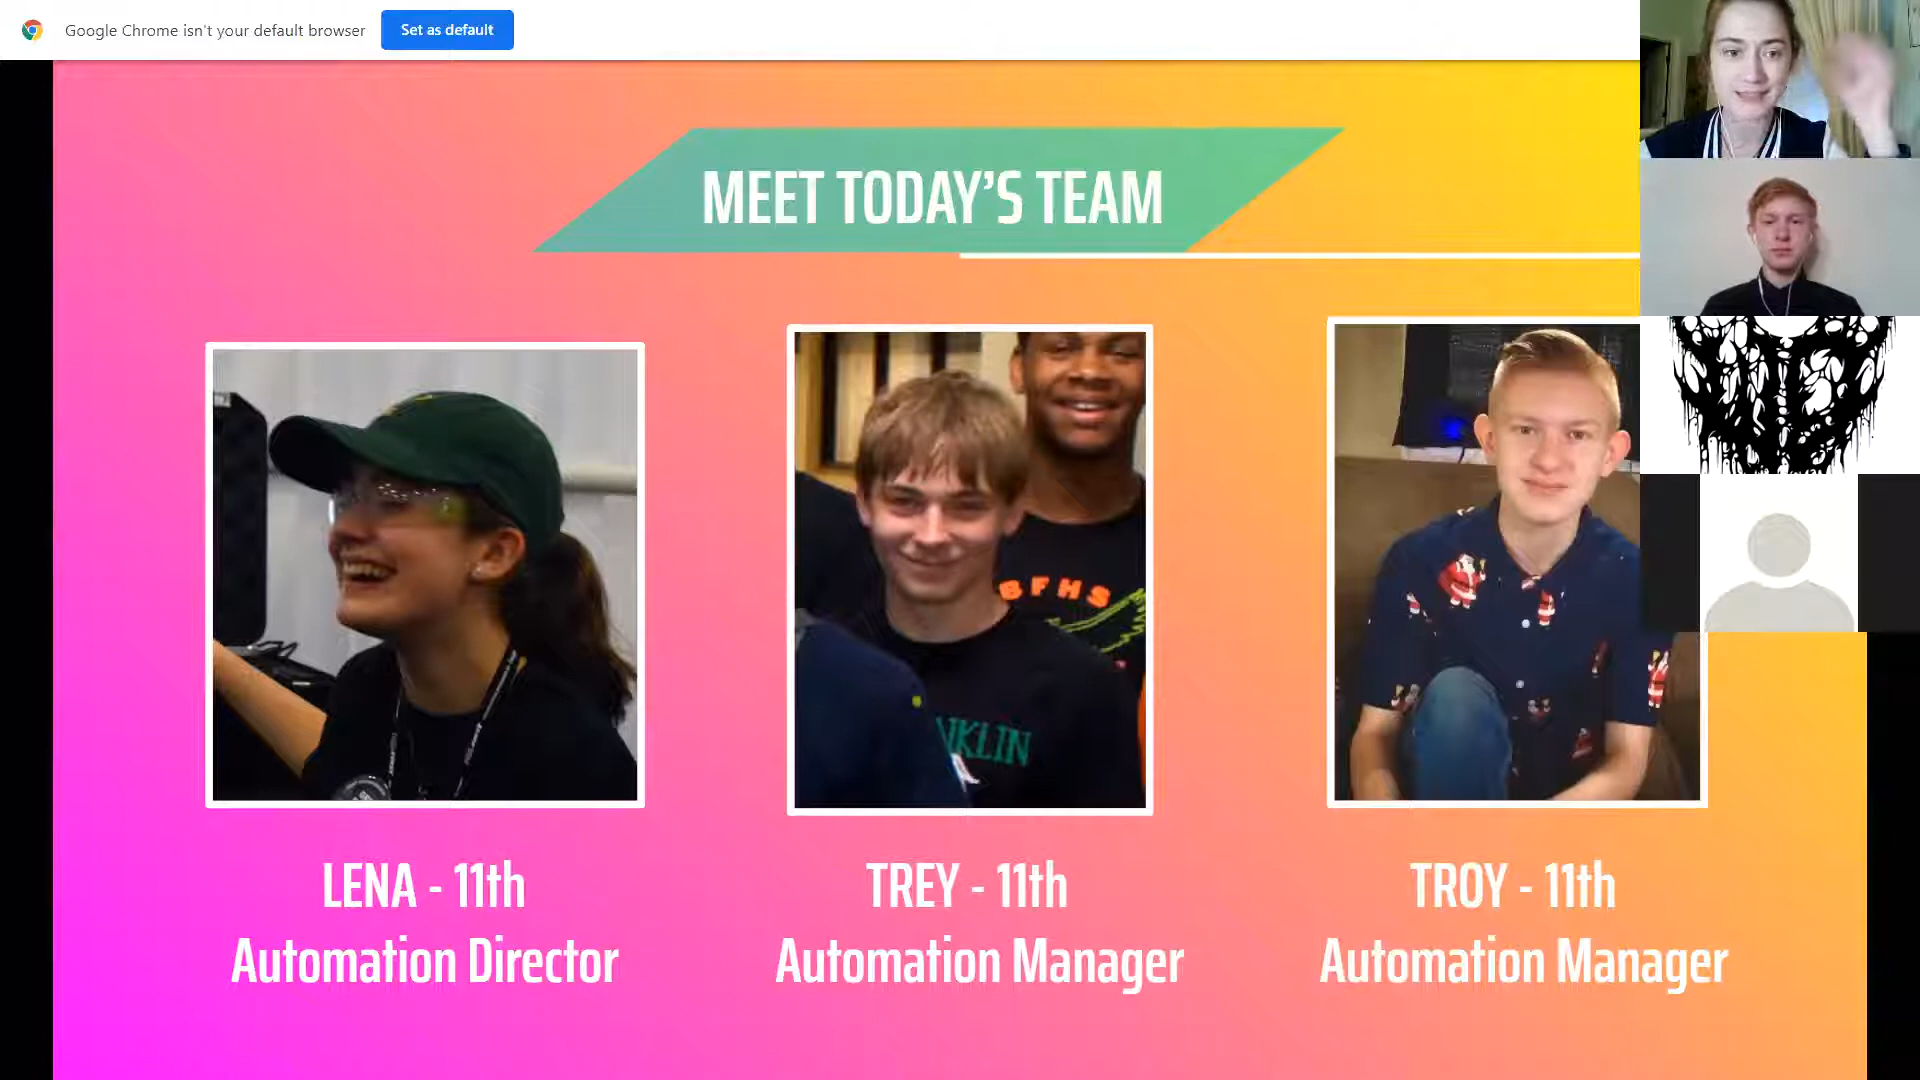 Google Chrome isn't your default browser
Set as default
MEET TODAY'S TEAM
BFHS
NKLIN
LENA - 11th
TREY - 11th
TROY - 11th
Automation Director
Automation Manager
Automation Manager